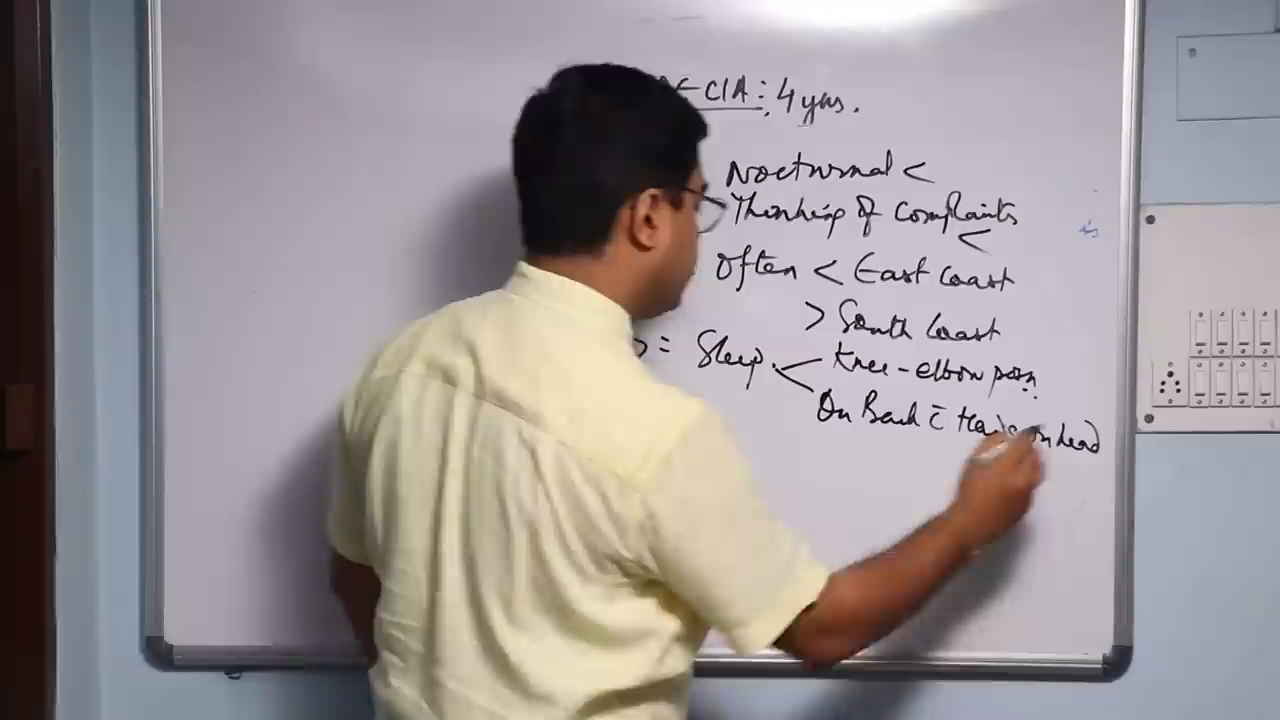 CIA: 4 yrs.
Nocturnal <
Thinking of Complaints
<
Often < East Coast
> South Coast
= Sleep. Knee-elbow posn.
On Back c̄ Hands on head